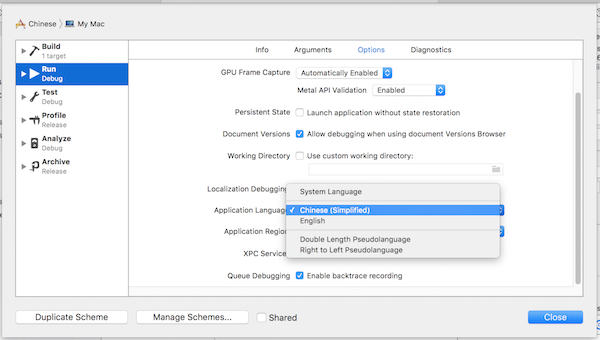 Chinese My Mac
Build
1 target
Run
Debug
Test
Debug
Profile
Release
Analyze
Debug
Archive
Release
Info Arguments Options Diagnostics
GPU Frame Capture Automatically Enabled
Metal API Validation Enabled
Persistent State Launch application without state restoration
Document Versions Allow debugging when using document Versions Browser
Working Directory Use custom working directory:
Localization Debugging
System Language
Application Language ✓ Chinese (Simplified)
English
Application Region
Double Length Pseudolanguage
Right to Left Pseudolanguage
XPC Services
Queue Debugging Enable backtrace recording
Duplicate Scheme Manage Schemes... Shared Close